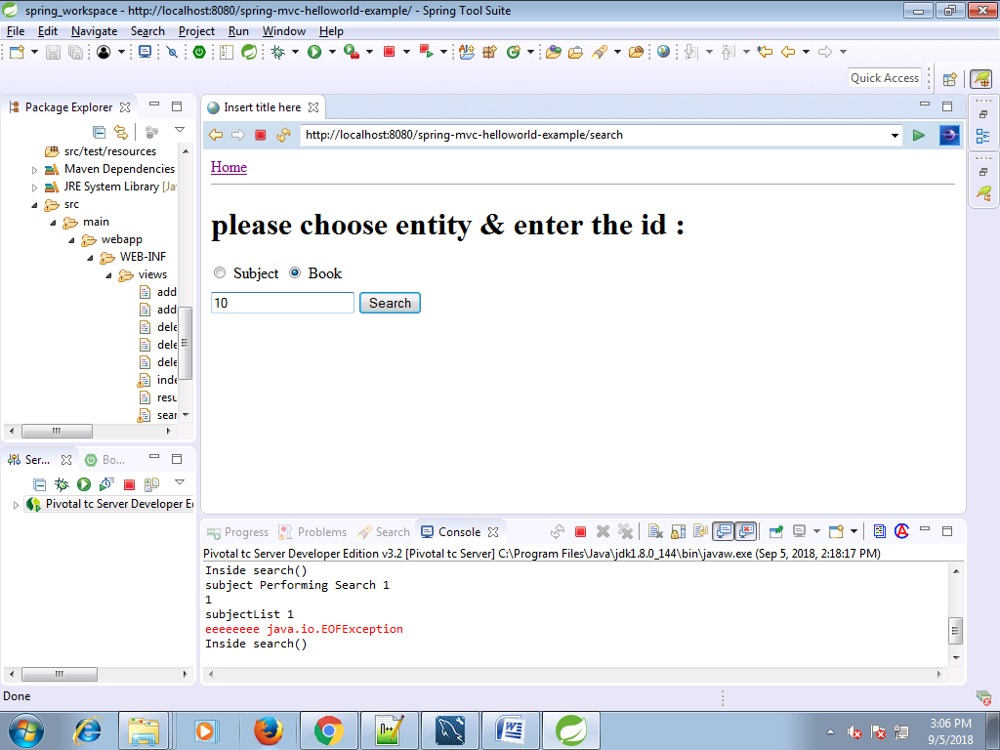 spring_workspace - http://localhost:8080/spring-mvc-helloworld-example/ - Spring Tool Suite
File Edit Navigate Search Project Run Window Help
Quick Access
Package Explorer
src/test/resources
Maven Dependencies
JRE System Library [Ja
src
main
webapp
WEB-INF
views
add
add
dele
dele
dele
inde
resu
sear
Ser... Bo...
Pivotal tc Server Developer E
Insert title here
http://localhost:8080/spring-mvc-helloworld-example/search
Home
please choose entity & enter the id :
Subject Book
10 Search
Progress Problems Search Console
Pivotal tc Server Developer Edition v3.2 [Pivotal tc Server] C:\Program Files\Java\jdk1.8.0_144\bin\javaw.exe (Sep 5, 2018, 2:18:17 PM)
Inside search()
subject Performing Search 1
1
subjectList 1
eeeeeeee java.io.EOFException
Inside search()
Done
3:06 PM
9/5/2018